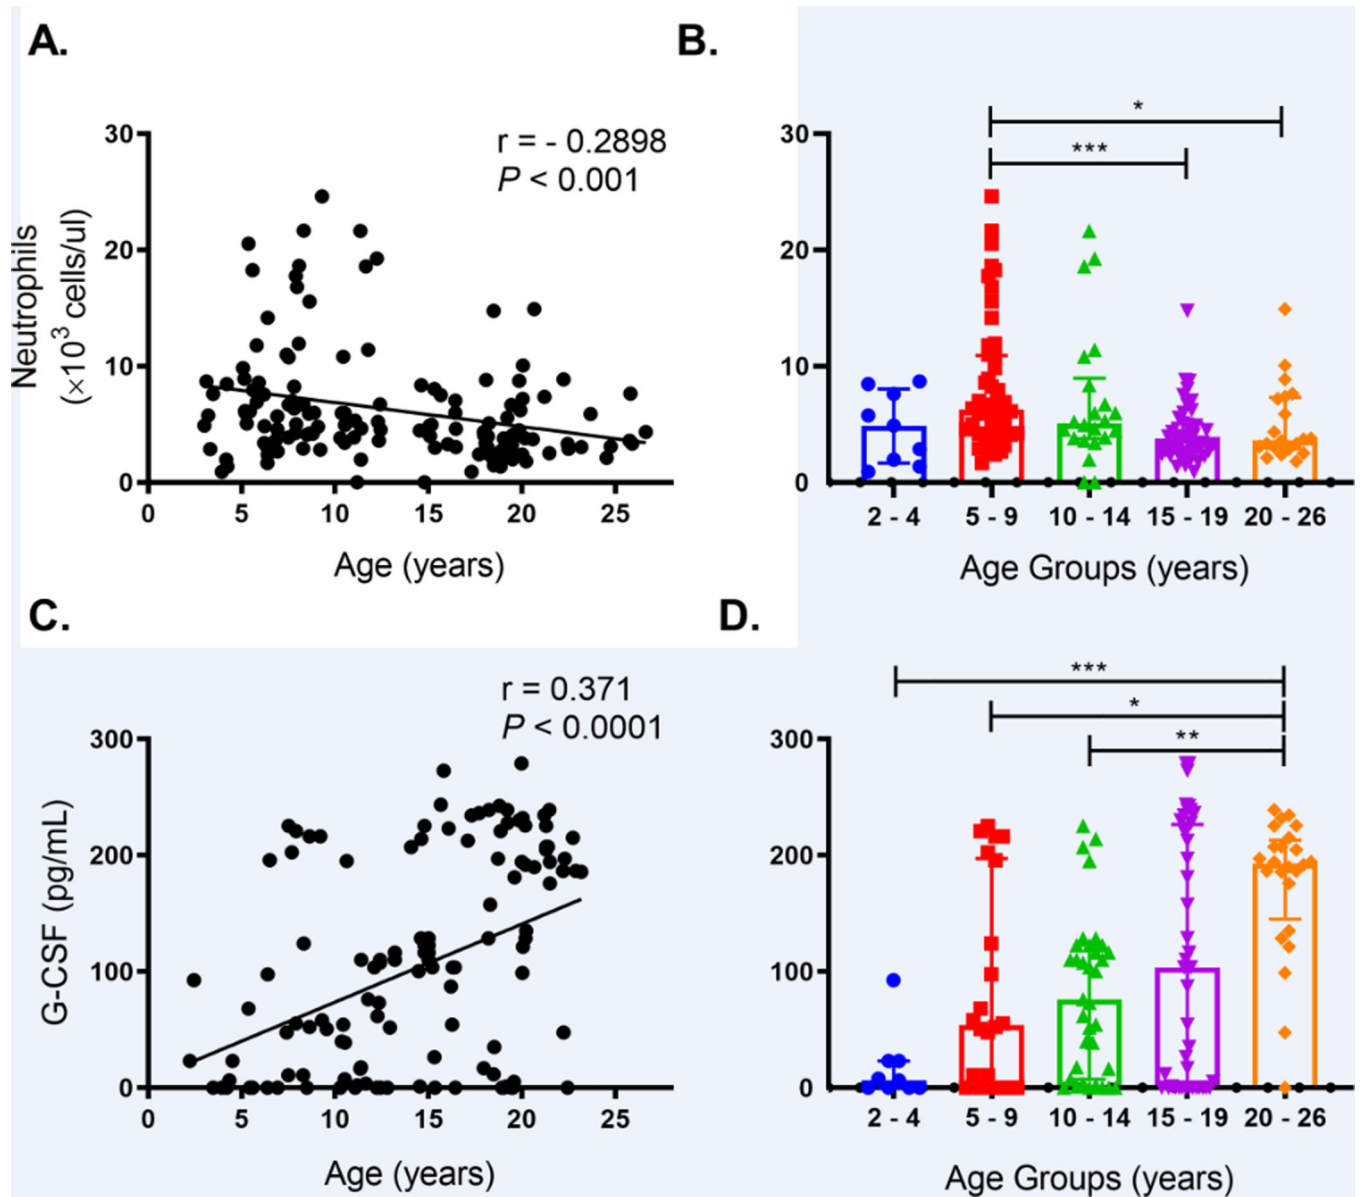 A.
r = - 0.2898
P < 0.001
Neutrophils
(×10³ cells/ul)
30
20
10
0
0 5 10 15 20 25
Age (years)
B.
*
***
30
20
10
0
2 - 4 5 - 9 10 - 14 15 - 19 20 - 26
Age Groups (years)
C.
r = 0.371
P < 0.0001
G-CSF (pg/mL)
300
200
100
0
0 5 10 15 20 25
Age (years)
D.
***
*
**
300
200
100
0
2 - 4 5 - 9 10 - 14 15 - 19 20 - 26
Age Groups (years)